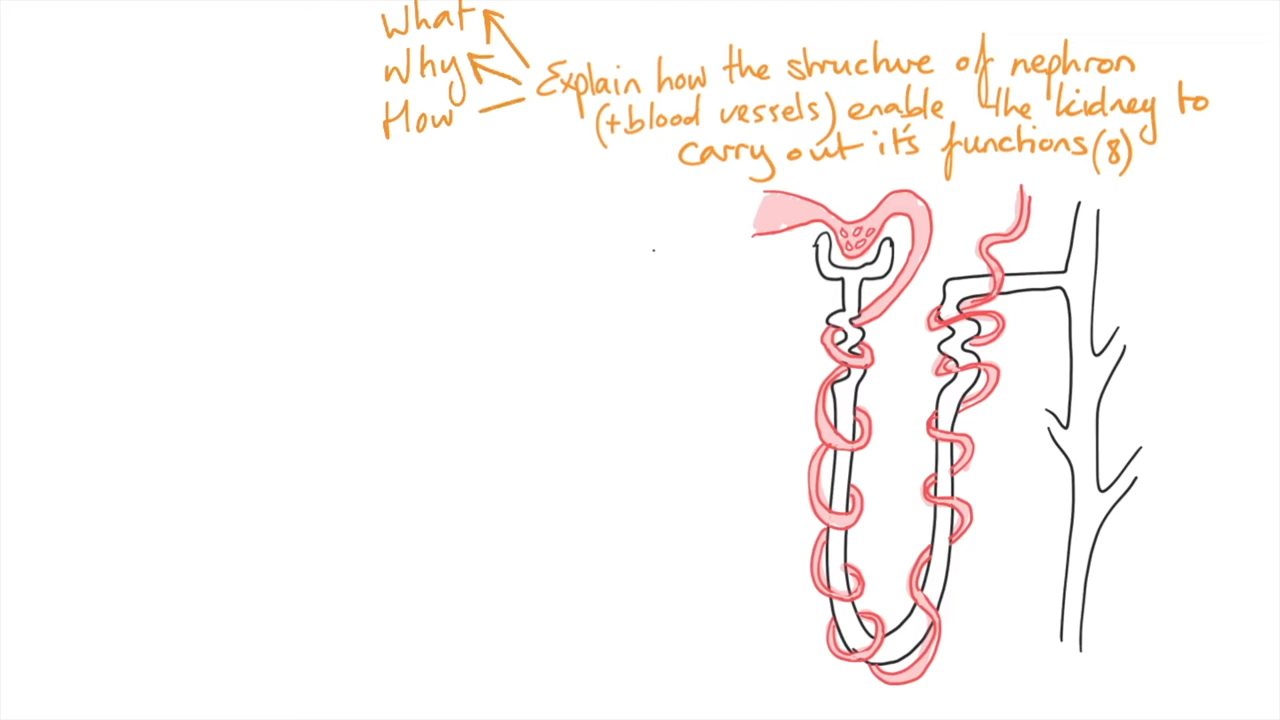 What
Why
How
Explain how the structure of nephron
(+blood vessels) enable the kidney to
carry out it's functions (8)